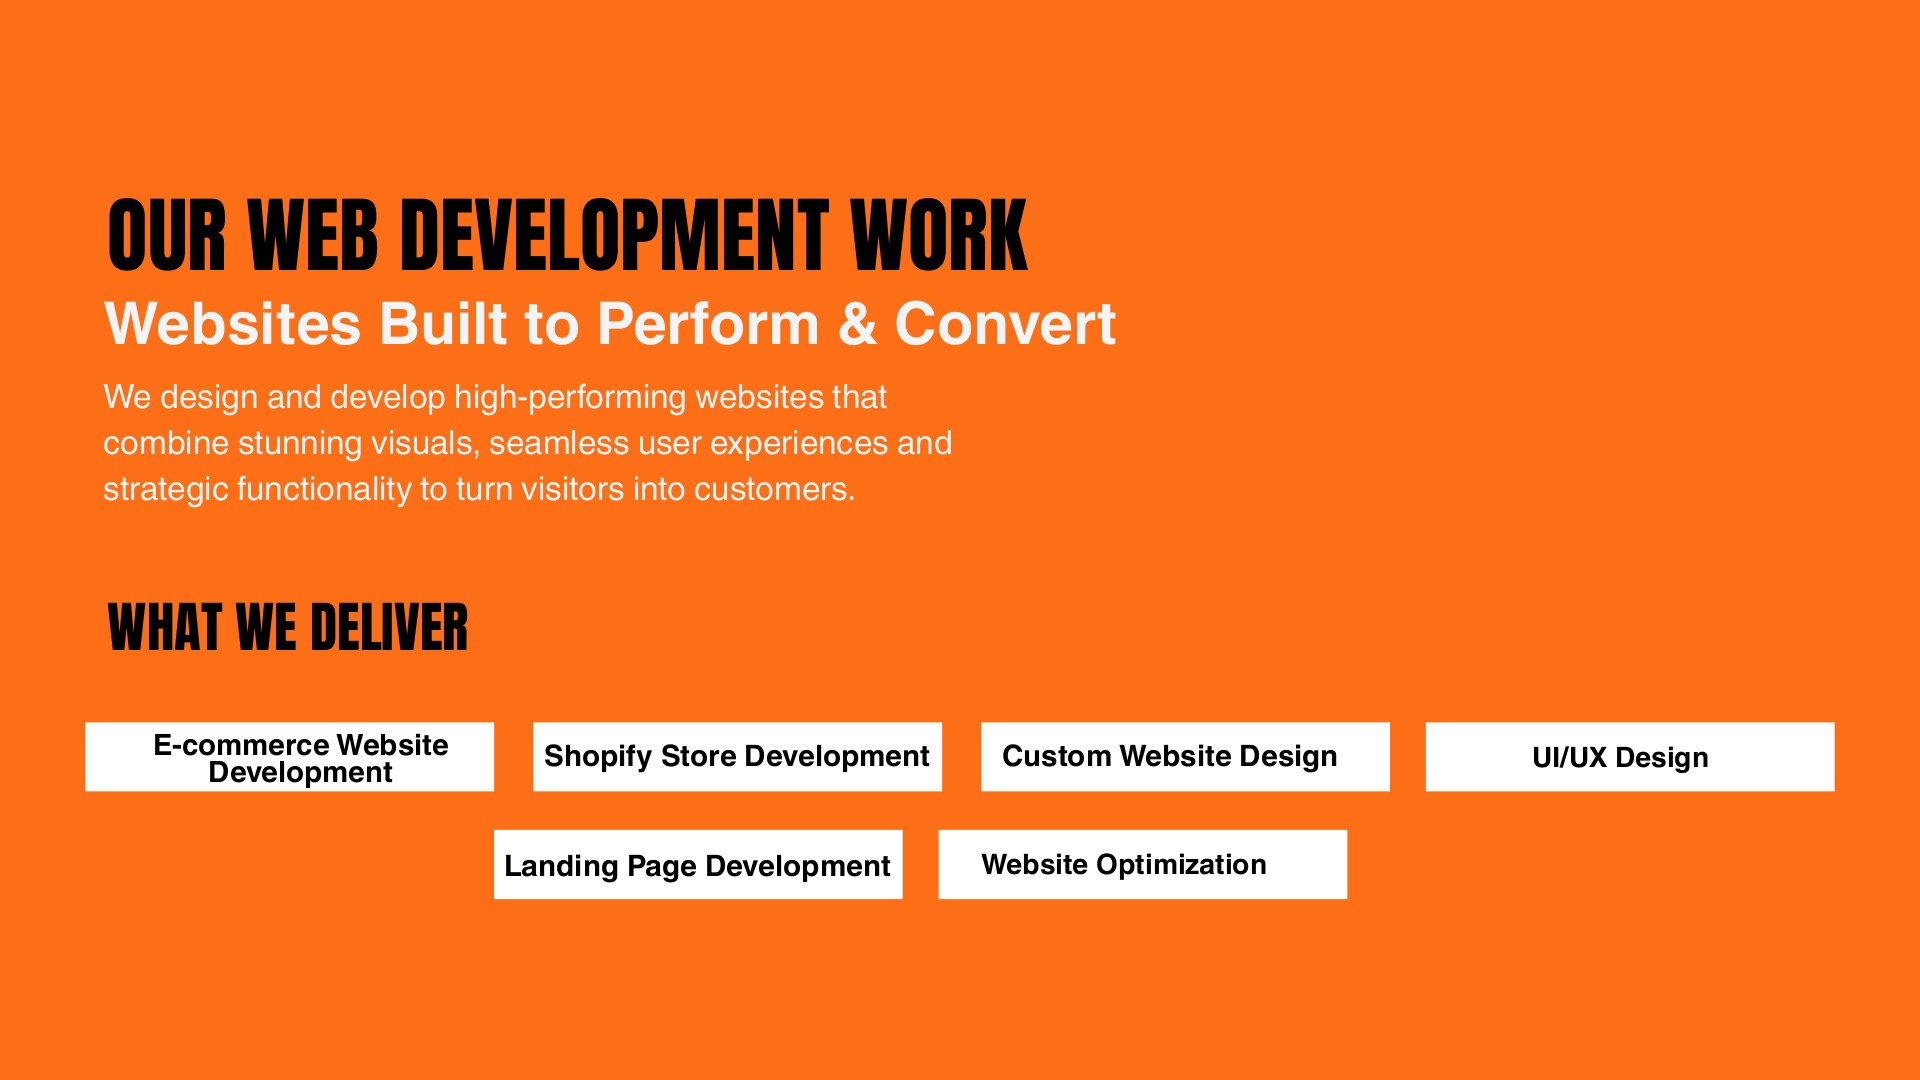 OUR WEB DEVELOPMENT WORK
Websites Built to Perform & Convert
We design and develop high-performing websites that
combine stunning visuals, seamless user experiences and
strategic functionality to turn visitors into customers.
WHAT WE DELIVER
E-commerce Website
Development
Shopify Store Development
Custom Website Design
UI/UX Design
Landing Page Development
Website Optimization